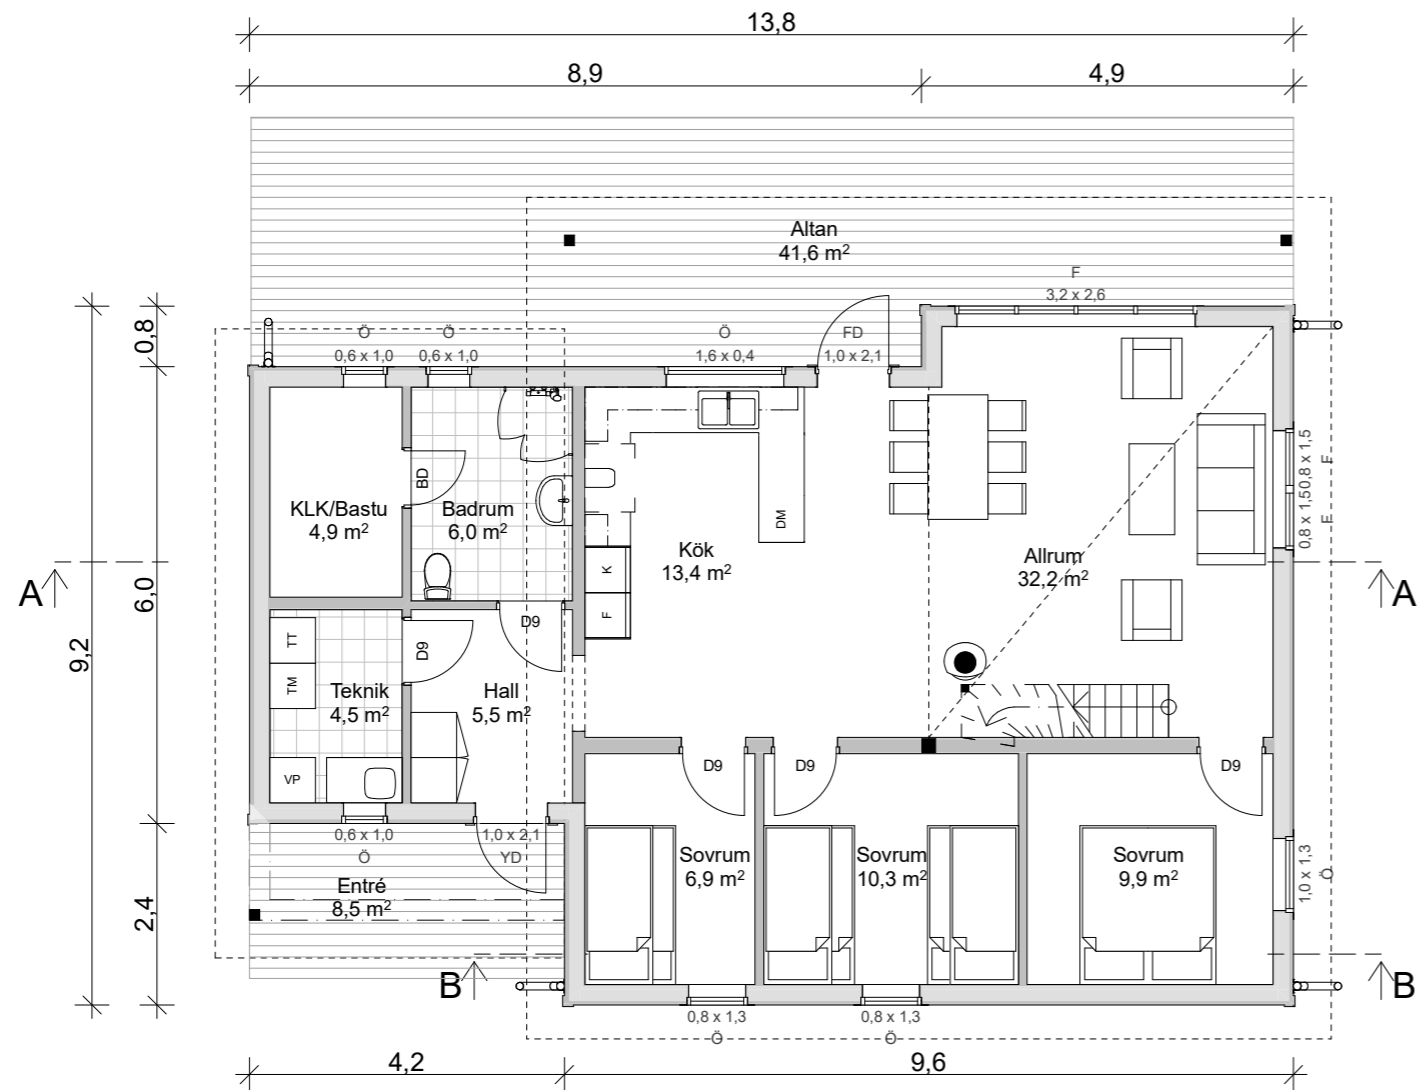 13,8
8,9
4,9
Altan
41,6 m²
F
3,2 x 2,6
0,8
Ö
0,6 x 1,0
Ö
0,6 x 1,0
Ö
1,6 x 0,4
FD
1,0 x 2,1
0,8 x 1,5
F
0,8 x 1,5
F
BD
KLK/Bastu
4,9 m²
Badrum
6,0 m²
DM
Kök
13,4 m²
Allrum
32,2 m²
K
F
A
A
6,0
9,2
D9
D9
TT
TM
Teknik
4,5 m²
Hall
5,5 m²
VP
D9
D9
D9
0,6 x 1,0
Ö
1,0 x 2,1
YD
Entré
8,5 m²
Sovrum
6,9 m²
Sovrum
10,3 m²
Sovrum
9,9 m²
1,0 x 1,3
Ö
2,4
B
B
0,8 x 1,3
Ö
0,8 x 1,3
Ö
4,2
9,6